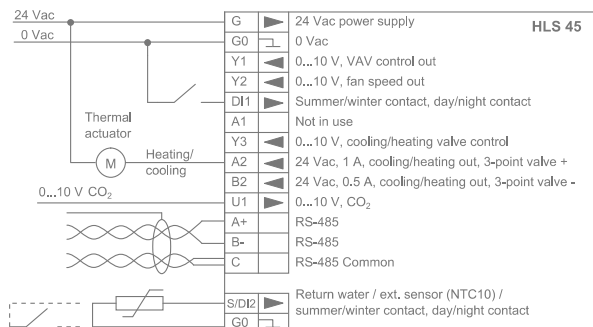 24 Vac G 24 Vac power supply HLS 45
0 Vac G0 0 Vac
Y1 0...10 V, VAV control out
Y2 0...10 V, fan speed out
DI1 Summer/winter contact, day/night contact
Thermal actuator
A1 Not in use
Y3 0...10 V, cooling/heating valve control
M Heating/ cooling
A2 24 Vac, 1 A, cooling/heating out, 3-point valve +
B2 24 Vac, 0.5 A, cooling/heating out, 3-point valve -
0...10 V CO₂ U1 0...10 V, CO₂
A+ RS-485
B- RS-485
C RS-485 Common
S/DI2 Return water / ext. sensor (NTC10) /
summer/winter contact, day/night contact
G0